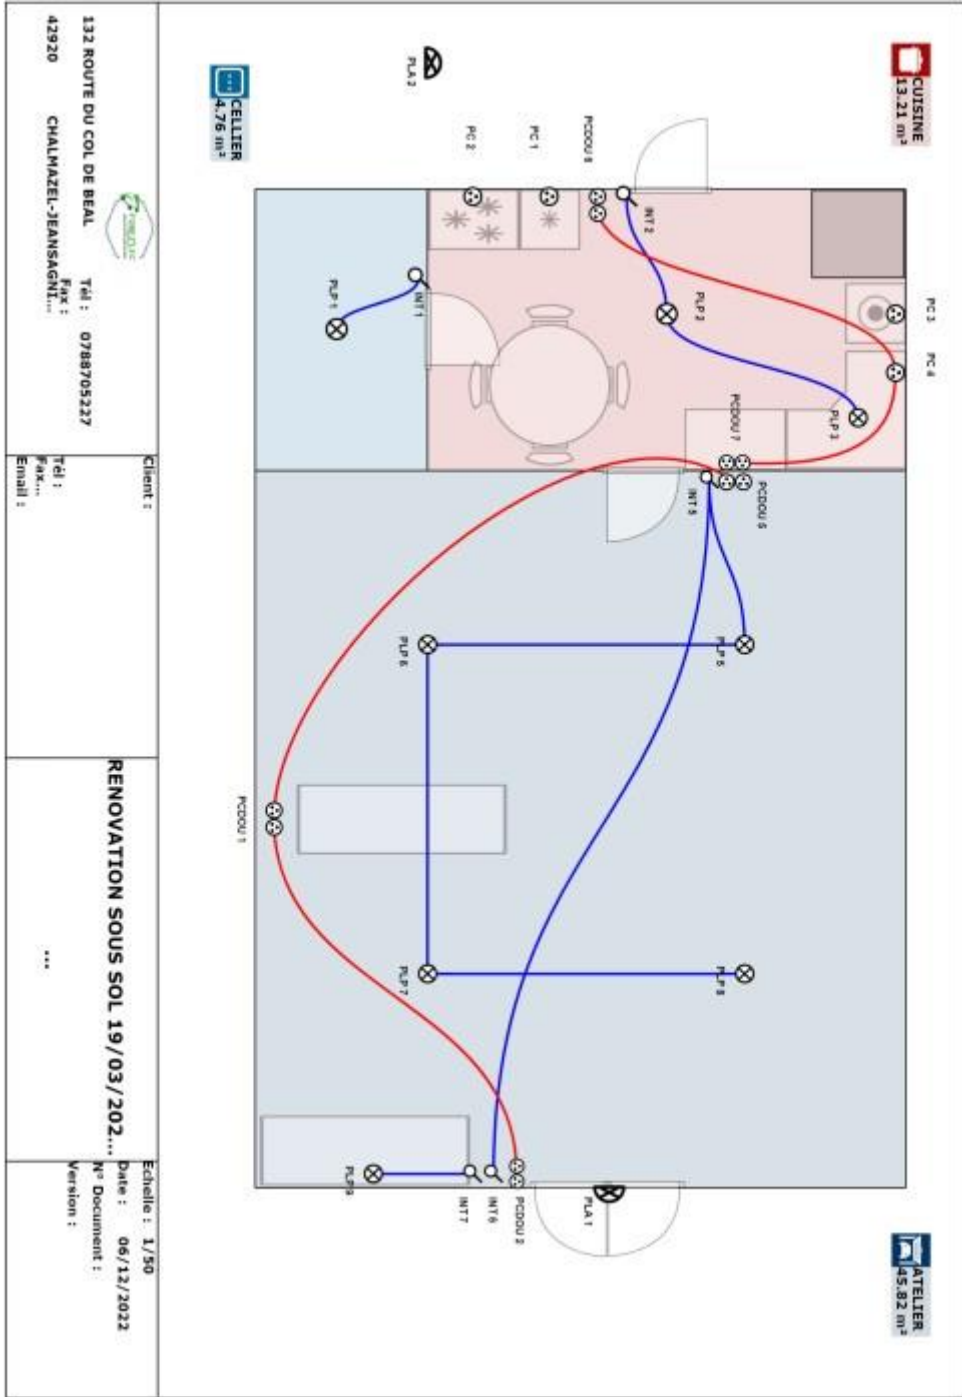 CUISINE
13.21 m²
CELLIER
4.76 m²
ATELIER
45.82 m²
PLA 2
PC 2
PC 1
PCDOU 6
INT 2
PC 3
PLP 1
INT 1
PLP 2
PC 4
PLP 3
PCDOU 7
INT 5
PCDOU 5
PLP 6
PLP 5
PCDOU 1
PLP 7
PLP 8
PLP 9
INT 7
INT 6
PCDOU 2
PLA 1
132 ROUTE DU COL DE BEAL
42920 CHALMAZEL-JEANSAGNI...
Tél : 0788705227
Fax :
Client :
Tél :
Fax...
Email :
RENOVATION SOUS SOL 19/03/202...
...
Echelle : 1/50
Date : 06/12/2022
N° Document :
Version :